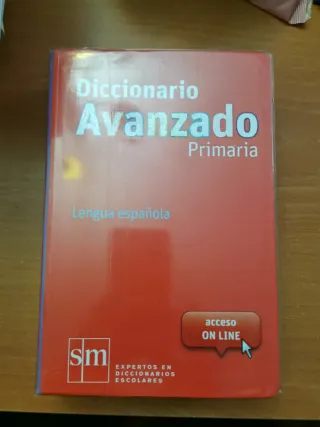 Diccionario
Avanzado
Primaria
Lengua española
acceso
ON LINE
sm
EXPERTOS EN
DICCIONARIOS
ESCOLARES